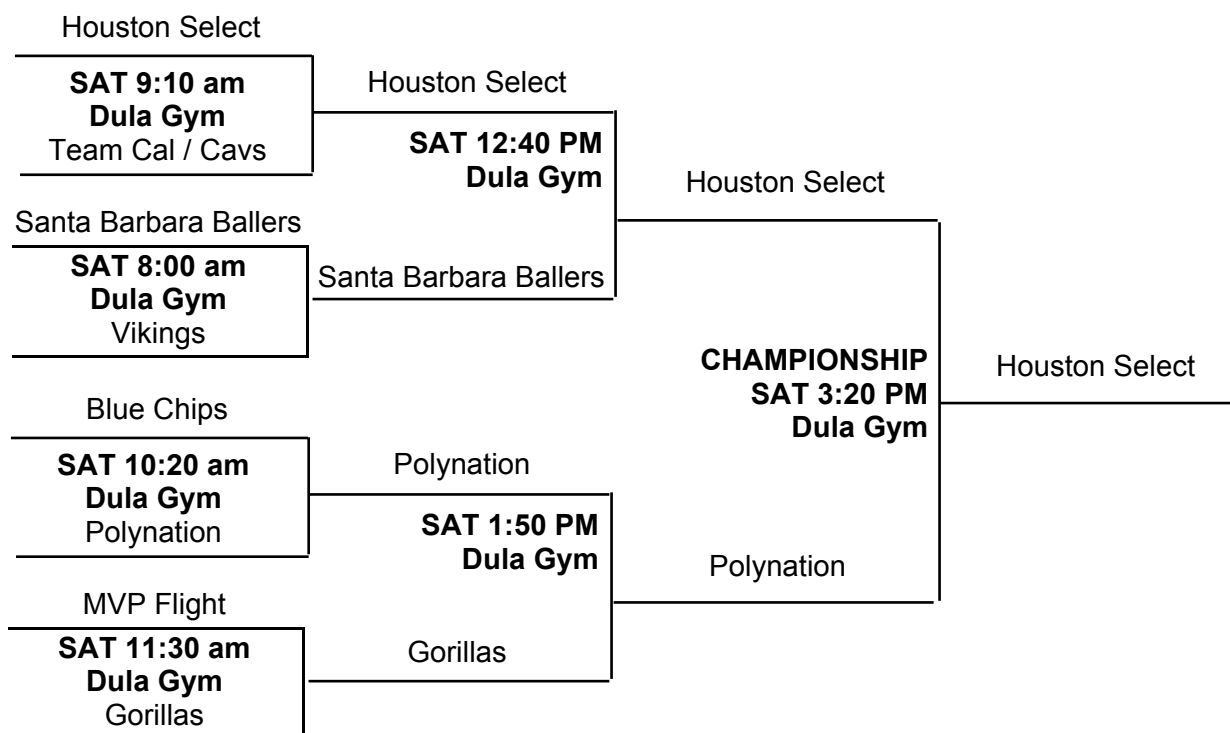 Houston Select
SAT 9:10 am
Dula Gym
Team Cal / Cavs
Santa Barbara Ballers
SAT 8:00 am
Dula Gym
Vikings
Blue Chips
SAT 10:20 am
Dula Gym
Polynation
MVP Flight
SAT 11:30 am
Dula Gym
Gorillas
Houston Select
SAT 12:40 PM
Dula Gym
Santa Barbara Ballers
Polynation
SAT 1:50 PM
Dula Gym
Gorillas
Houston Select
CHAMPIONSHIP
SAT 3:20 PM
Dula Gym
Polynation
Houston Select